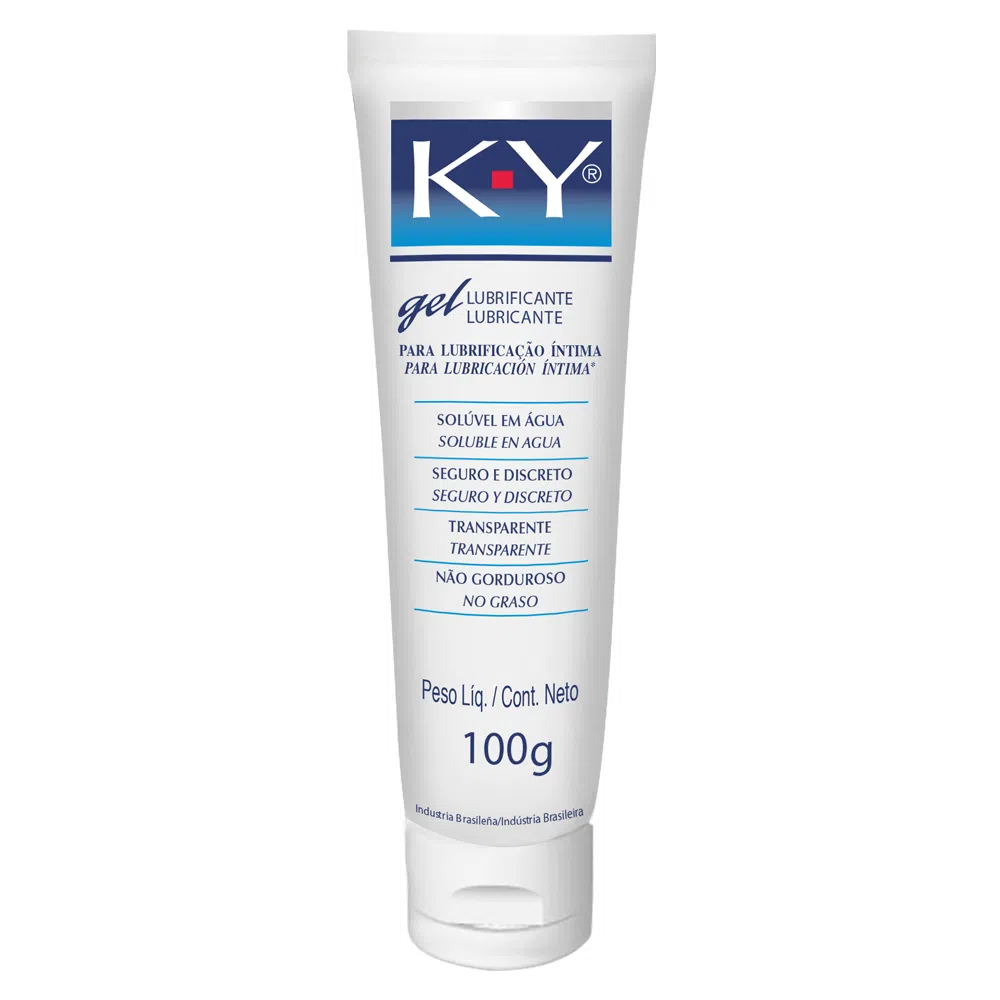 K·Y®
gel LUBRIFICANTE
LUBRICANTE
PARA LUBRIFICAÇÃO ÍNTIMA
PARA LUBRICACIÓN ÍNTIMA*
SOLÚVEL EM ÁGUA
SOLUBLE EN AGUA
SEGURO E DISCRETO
SEGURO Y DISCRETO
TRANSPARENTE
TRANSPARENTE
NÃO GORDUROSO
NO GRASO
Peso Líq. / Cont. Neto
100g
Industria Brasileña/Indústria Brasileira